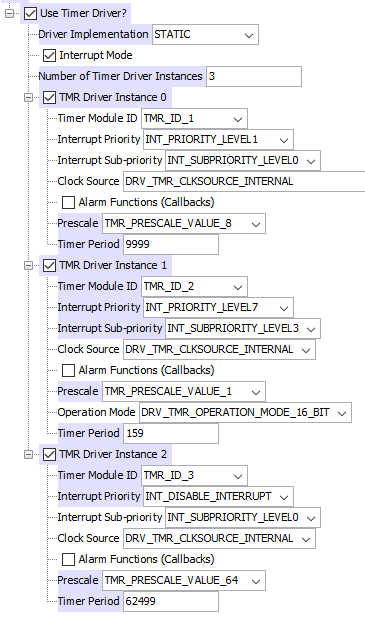 Use Timer Driver?
Driver Implementation STATIC
Interrupt Mode
Number of Timer Driver Instances 3
TMR Driver Instance 0
Timer Module ID TMR_ID_1
Interrupt Priority INT_PRIORITY_LEVEL1
Interrupt Sub-priority INT_SUBPRIORITY_LEVEL0
Clock Source DRV_TMR_CLKSOURCE_INTERNAL
Alarm Functions (Callbacks)
Prescale TMR_PRESCALE_VALUE_8
Timer Period 9999
TMR Driver Instance 1
Timer Module ID TMR_ID_2
Interrupt Priority INT_PRIORITY_LEVEL7
Interrupt Sub-priority INT_SUBPRIORITY_LEVEL3
Clock Source DRV_TMR_CLKSOURCE_INTERNAL
Alarm Functions (Callbacks)
Prescale TMR_PRESCALE_VALUE_1
Operation Mode DRV_TMR_OPERATION_MODE_16_BIT
Timer Period 159
TMR Driver Instance 2
Timer Module ID TMR_ID_3
Interrupt Priority INT_DISABLE_INTERRUPT
Interrupt Sub-priority INT_SUBPRIORITY_LEVEL0
Clock Source DRV_TMR_CLKSOURCE_INTERNAL
Alarm Functions (Callbacks)
Prescale TMR_PRESCALE_VALUE_64
Timer Period 62499